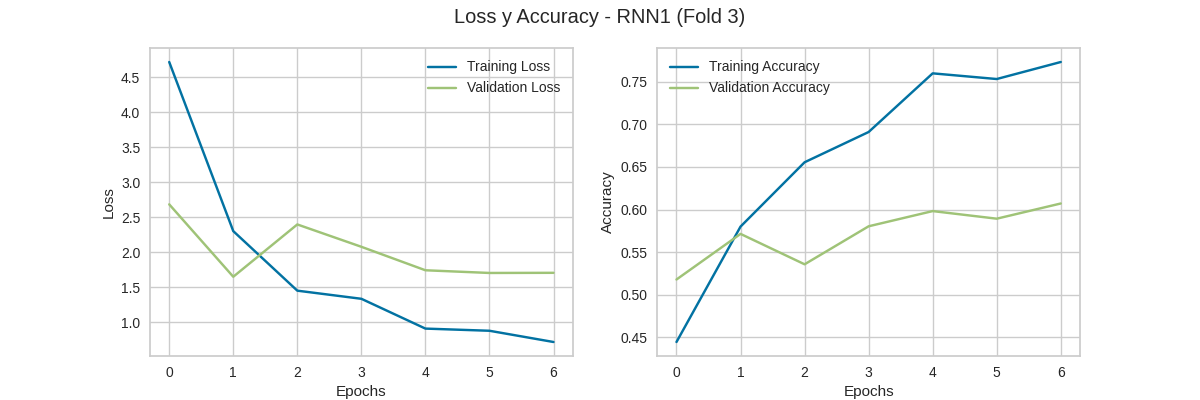 Loss y Accuracy - RNN1 (Fold 3)
Training Loss
Validation Loss
4.5
4.0
3.5
3.0
2.5
2.0
1.5
1.0
Loss
0 1 2 3 4 5 6
Epochs
Training Accuracy
Validation Accuracy
0.75
0.70
0.65
0.60
0.55
0.50
0.45
Accuracy
0 1 2 3 4 5 6
Epochs